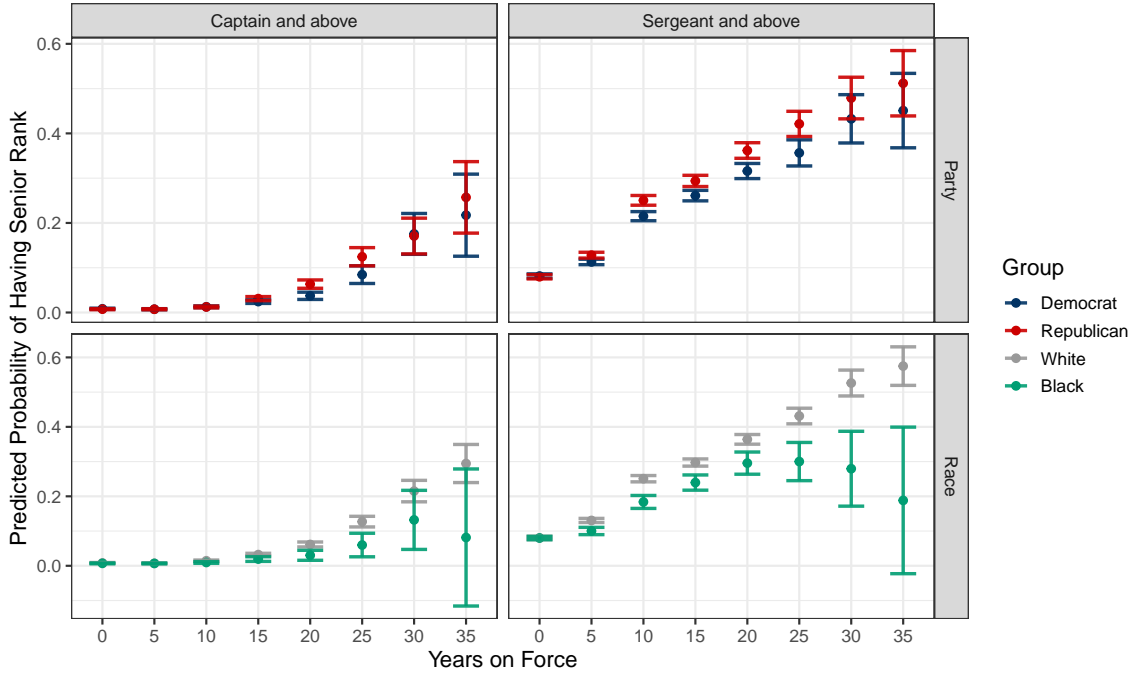 Captain and above
Sergeant and above
0.6
0.4
0.2
0.0
Party
0.6
0.4
0.2
0.0
Race
0 5 10 15 20 25 30 35
0 5 10 15 20 25 30 35
Years on Force
Predicted Probability of Having Senior Rank
Group
Democrat
Republican
White
Black